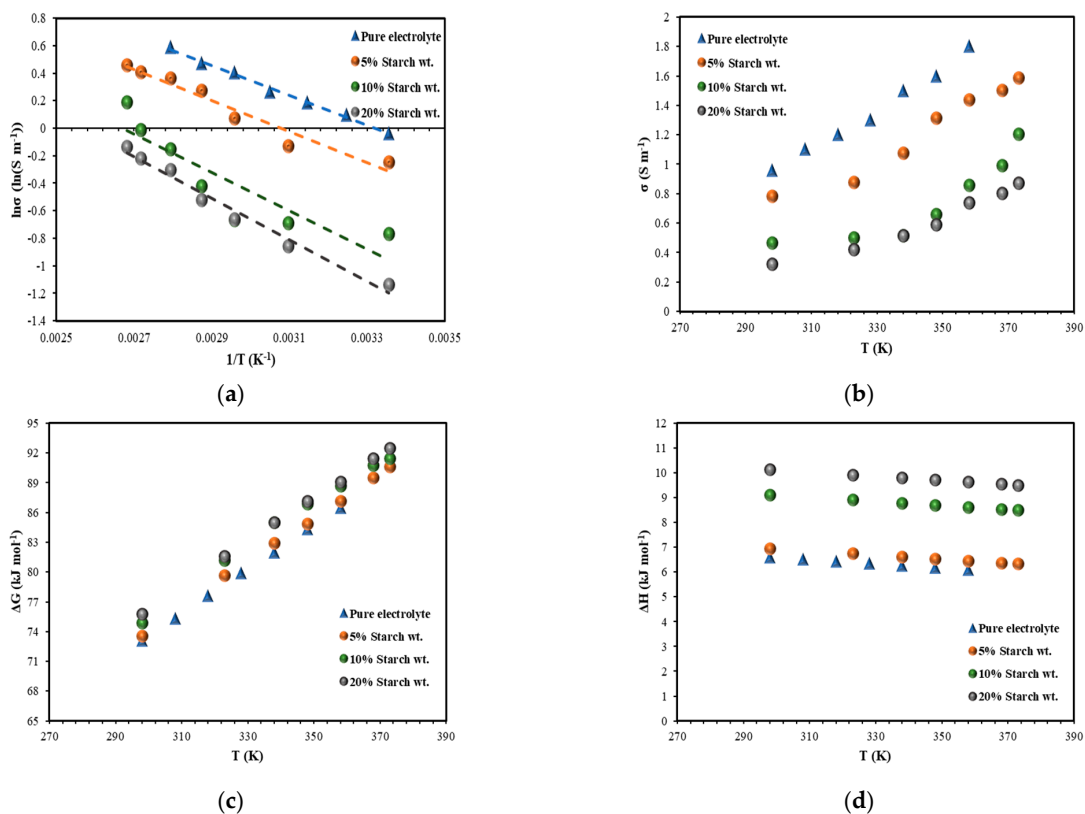 lnσ (ln(S m⁻¹))
0.8
0.6
0.4
0.2
0
-0.2
-0.4
-0.6
-0.8
-1
-1.2
-1.4
0.0025
0.0027
0.0029
0.0031
0.0033
0.0035
1/T (K⁻¹)
Pure electrolyte
5% Starch wt.
10% Starch wt.
20% Starch wt.
(a)
σ (S m⁻¹)
2
1.8
1.6
1.4
1.2
1
0.8
0.6
0.4
0.2
0
270
290
310
330
350
370
390
T (K)
Pure electrolyte
5% Starch wt.
10% Starch wt.
20% Starch wt.
(b)
ΔG (kJ mol⁻¹)
95
92
89
86
83
80
77
74
71
68
65
270
290
310
330
350
370
390
T (K)
Pure electrolyte
5% Starch wt.
10% Starch wt.
20% Starch wt.
(c)
ΔH (kJ mol⁻¹)
12
11
10
9
8
7
6
5
4
3
2
1
0
270
290
310
330
350
370
390
T (K)
Pure electrolyte
5% Starch wt.
10% Starch wt.
20% Starch wt.
(d)